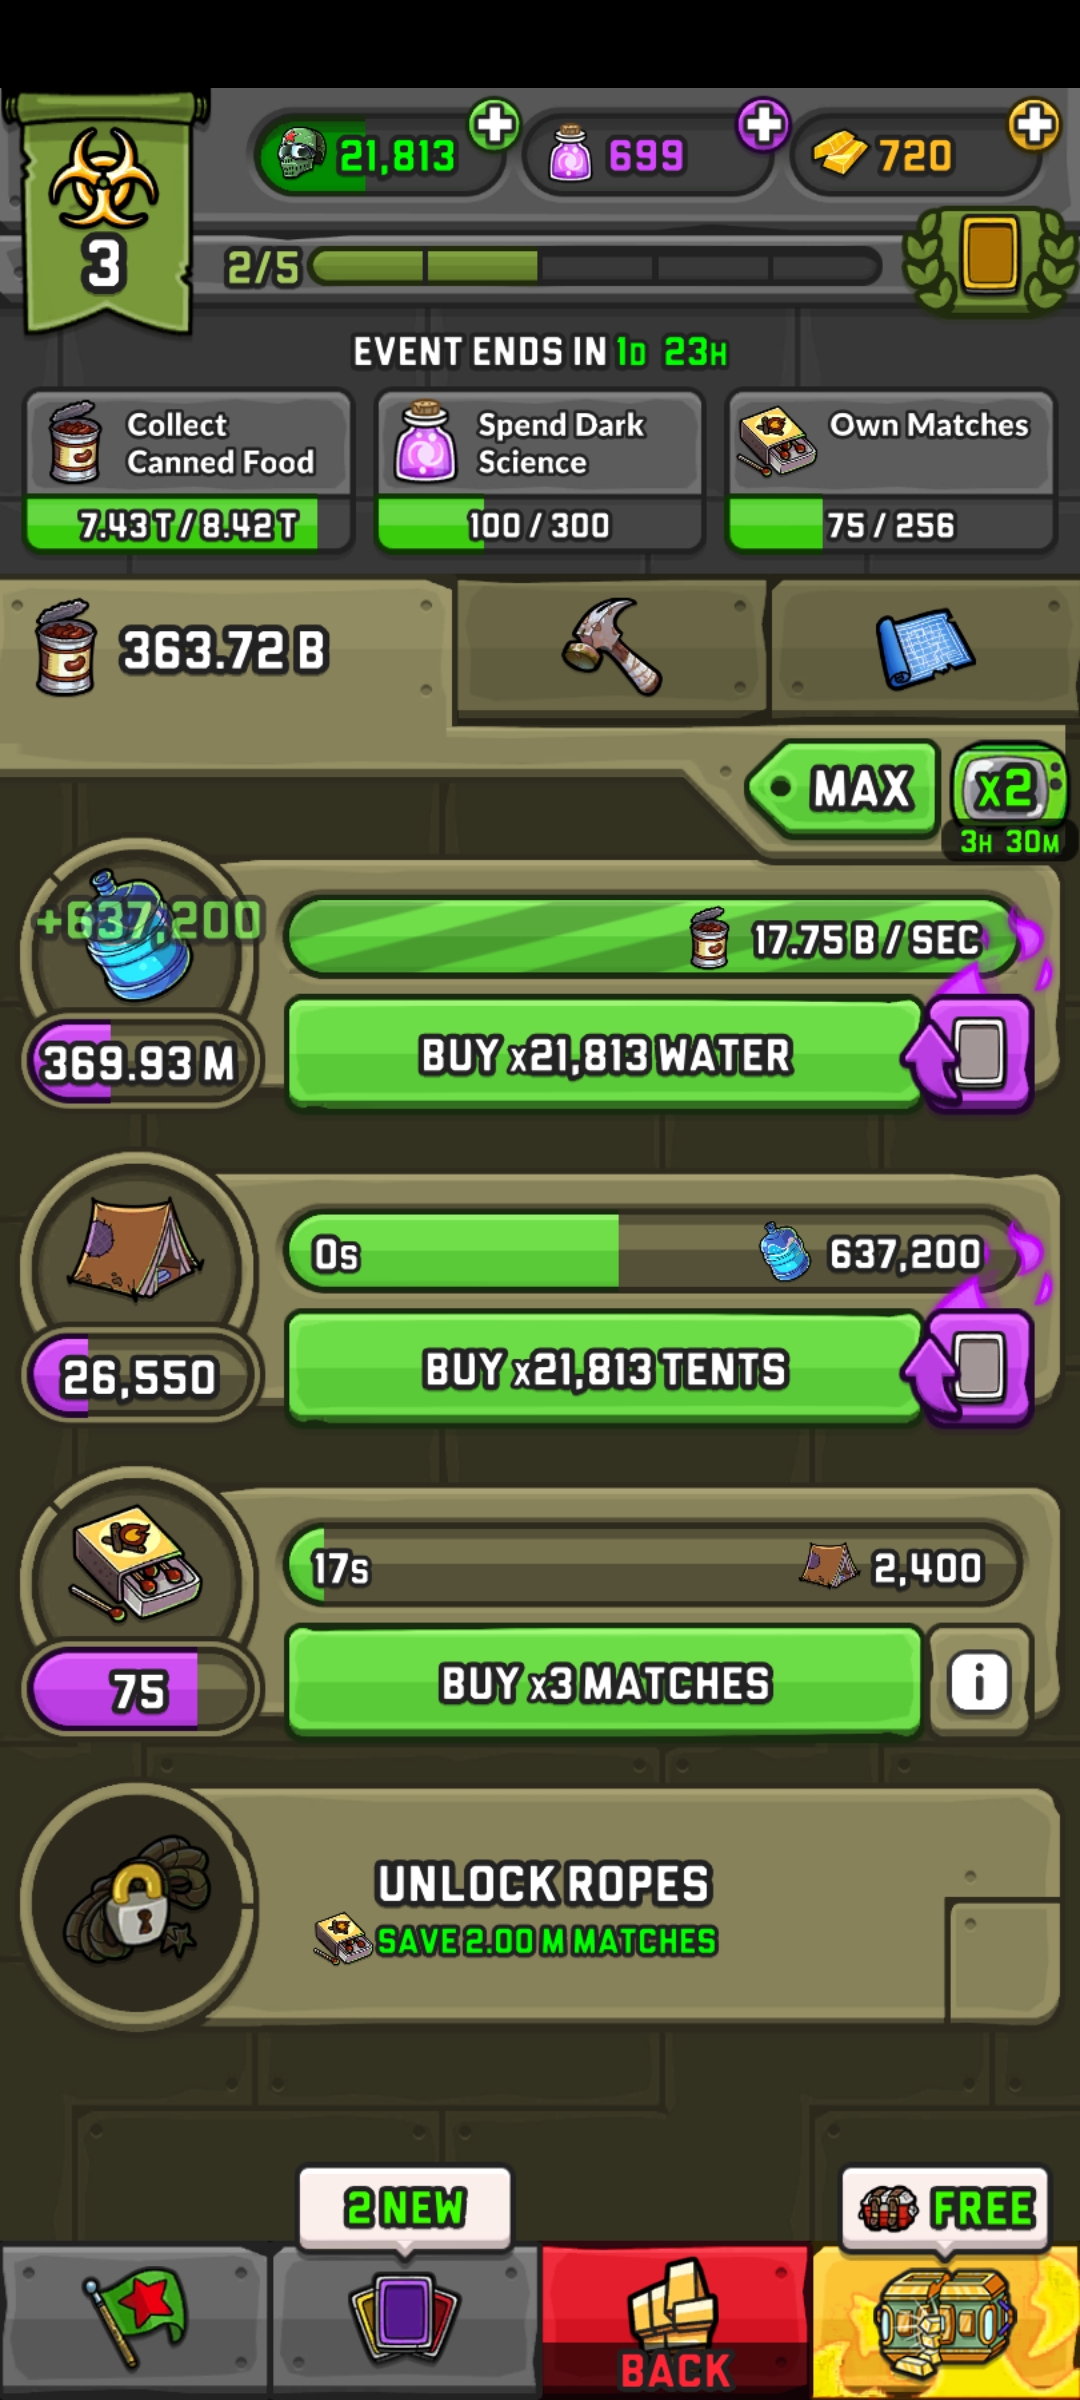 21,813
699
720
3
2/5
EVENT ENDS IN 1D 23H
Collect
Canned Food
7.43 T / 8.42 T
Spend Dark
Science
100 / 300
Own Matches
75 / 256
363.72 B
MAX
x2
3H 30M
+637,200
17.75 B / SEC
369.93 M
BUY x21,813 WATER
0s
637,200
26,550
BUY x21,813 TENTS
17s
2,400
75
BUY x3 MATCHES
i
UNLOCK ROPES
SAVE 2.00 M MATCHES
2 NEW
FREE
BACK